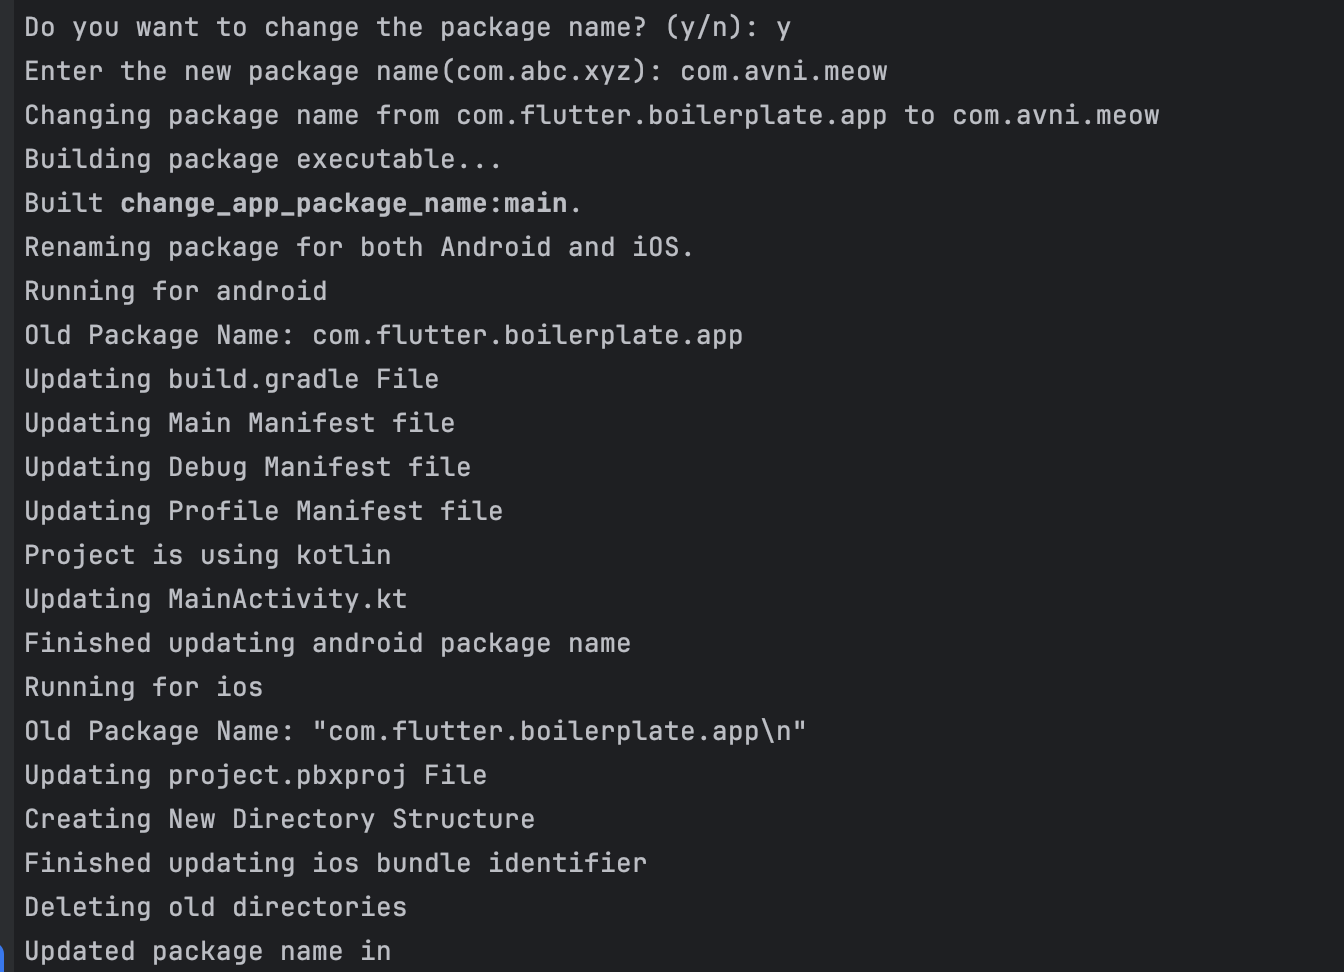 Do you want to change the package name? (y/n): y
Enter the new package name(com.abc.xyz): com.avni.meow
Changing package name from com.flutter.boilerplate.app to com.avni.meow
Building package executable...
Built change_app_package_name:main.
Renaming package for both Android and iOS.
Running for android
Old Package Name: com.flutter.boilerplate.app
Updating build.gradle File
Updating Main Manifest file
Updating Debug Manifest file
Updating Profile Manifest file
Project is using kotlin
Updating MainActivity.kt
Finished updating android package name
Running for ios
Old Package Name: "com.flutter.boilerplate.app\n"
Updating project.pbxproj File
Creating New Directory Structure
Finished updating ios bundle identifier
Deleting old directories
Updated package name in